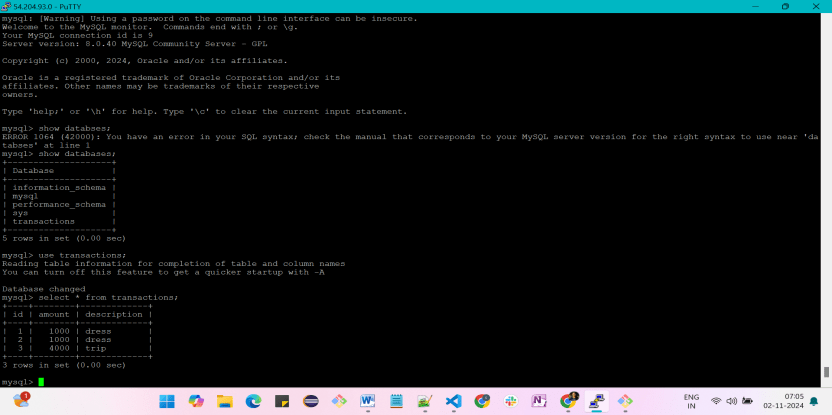 54.204.93.0 - PuTTY
mysql: [Warning] Using a password on the command line interface can be insecure.
Welcome to the MySQL monitor.  Commands end with ; or \g.
Your MySQL connection id is 9
Server version: 8.0.40 MySQL Community Server - GPL

Copyright (c) 2000, 2024, Oracle and/or its affiliates.

Oracle is a registered trademark of Oracle Corporation and/or its
affiliates. Other names may be trademarks of their respective
owners.

Type 'help;' or '\h' for help. Type '\c' to clear the current input statement.

mysql> show databses;
ERROR 1064 (42000): You have an error in your SQL syntax; check the manual that corresponds to your MySQL server version for the right syntax to use near 'da
tabses' at line 1
mysql> show databases;
+--------------------+
| Database           |
+--------------------+
| information_schema |
| mysql              |
| performance_schema |
| sys                |
| transactions       |
+--------------------+
5 rows in set (0.00 sec)

mysql> use transactions;
Reading table information for completion of table and column names
You can turn off this feature to get a quicker startup with -A

Database changed
mysql> select * from transactions;
+----+--------+-------------+
| id | amount | description |
+----+--------+-------------+
|  1 |   1000 | dress       |
|  2 |   1000 | dress       |
|  3 |   4000 | trip        |
+----+--------+-------------+
3 rows in set (0.00 sec)

mysql>
ENG
IN
07:05
02-11-2024